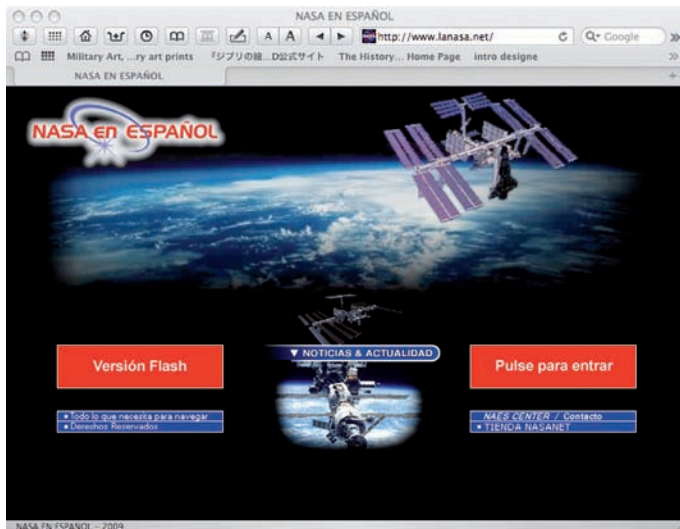 NASA EN ESPAÑOL
A A http://www.lanasa.net/ Google
Military Art, ...ry art prints 『ジブリの絵...D公式サイト The History... Home Page intro designe
NASA EN ESPAÑOL
NASA en ESPAÑOL
Versión Flash
▼ NOTICIAS & ACTUALIDAD
Pulse para entrar
▪ Todo lo que necesita para navegar
▪ Derechos Reservados
NAES CENTER / Contacto
▪ TIENDA NASANET
NASA EN ESPAÑOL - 2009